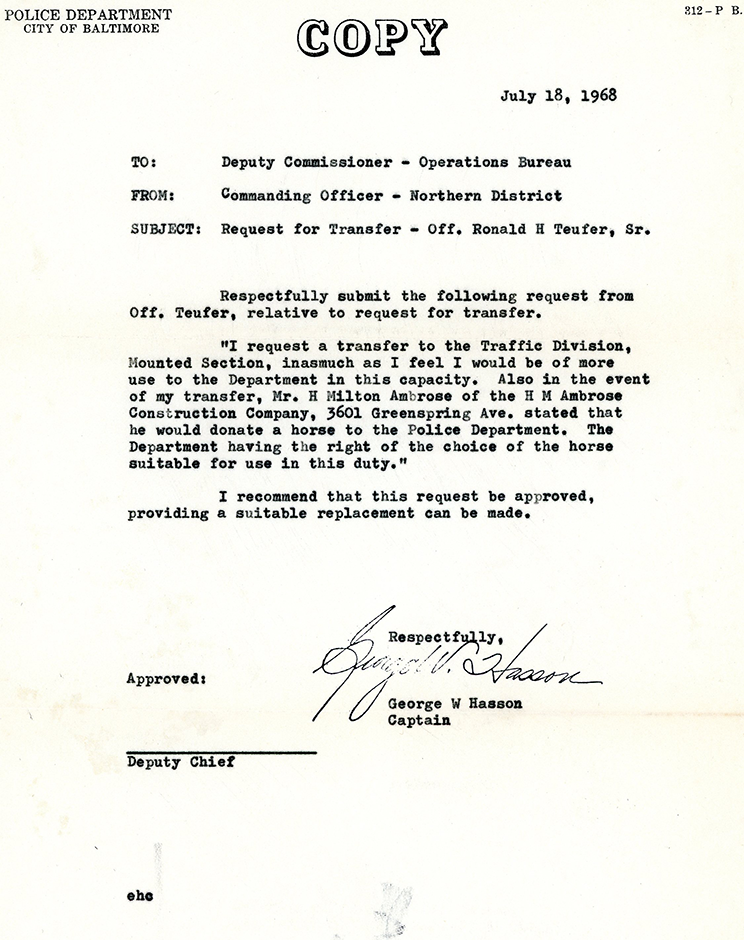 POLICE DEPARTMENT
CITY OF BALTIMORE
COPY
312-P B.
July 18, 1968
TO: Deputy Commissioner - Operations Bureau
FROM: Commanding Officer - Northern District
SUBJECT: Request for Transfer - Off. Ronald H Teufer, Sr.
Respectfully submit the following request from
Off. Teufer, relative to request for transfer.
"I request a transfer to the Traffic Division,
Mounted Section, inasmuch as I feel I would be of more
use to the Department in this capacity. Also in the event
of my transfer, Mr. H Milton Ambrose of the H M Ambrose
Construction Company, 3601 Greenspring Ave. stated that
he would donate a horse to the Police Department. The
Department having the right of the choice of the horse
suitable for use in this duty."
I recommend that this request be approved,
providing a suitable replacement can be made.
Respectfully,
George W. Hasson
Approved:
George W Hasson
Captain
Deputy Chief
ehc